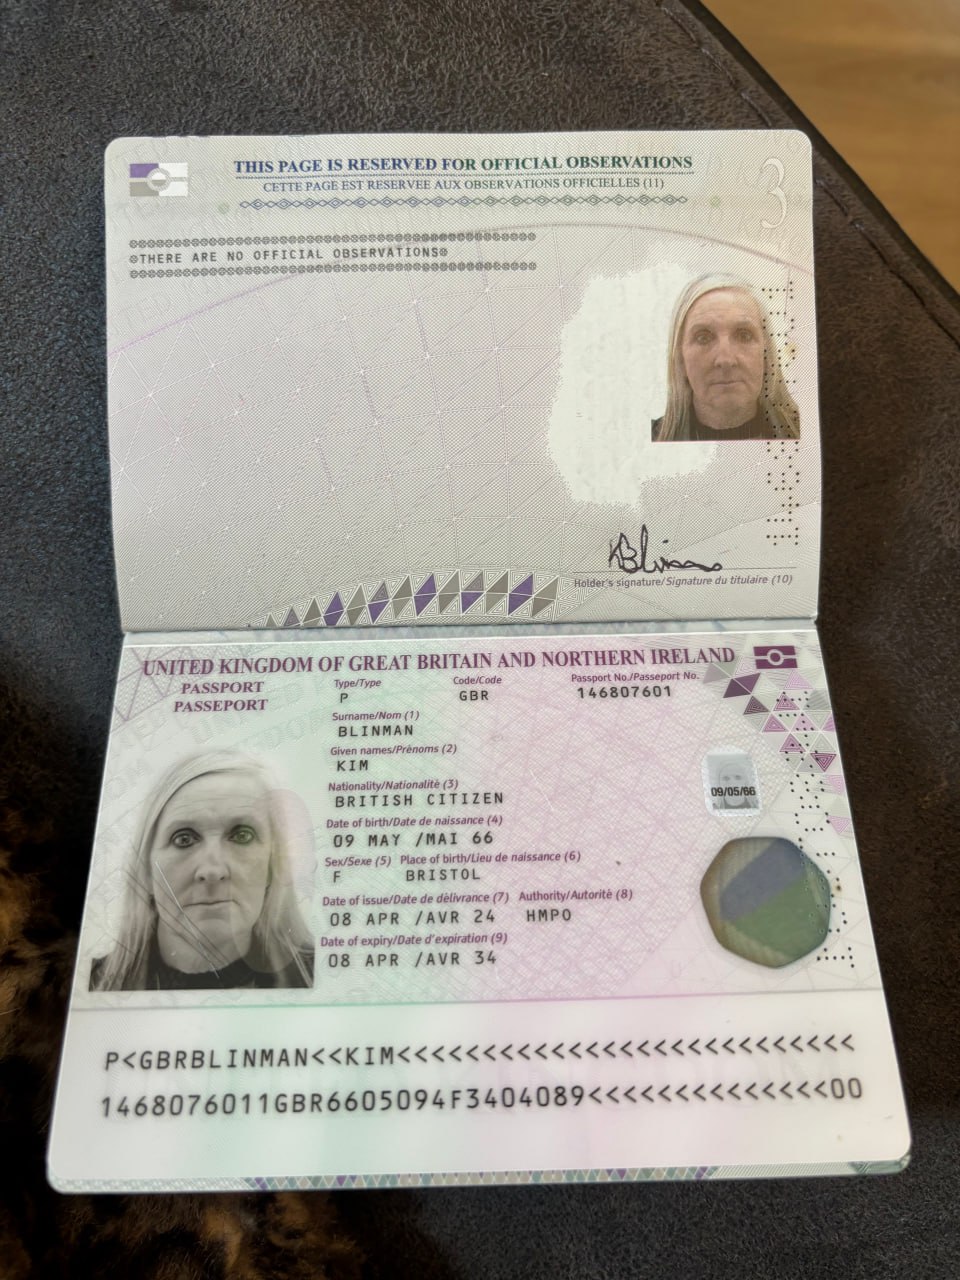 THIS PAGE IS RESERVED FOR OFFICIAL OBSERVATIONS
CETTE PAGE EST RESERVEE AUX OBSERVATIONS OFFICIELLES (11)
3
THERE ARE NO OFFICIAL OBSERVATIONS
Holder's signature/Signature du titulaire (10)
UNITED KINGDOM OF GREAT BRITAIN AND NORTHERN IRELAND
PASSPORT
PASSEPORT
Type/Type Code/Code Passport No./Passeport No.
P GBR 146807601
Surname/Nom (1)
BLINMAN
Given names/Prénoms (2)
KIM
Nationality/Nationalité (3)
BRITISH CITIZEN
Date of birth/Date de naissance (4)
09 MAY /MAI 66
09/05/66
Sex/Sexe (5) Place of birth/Lieu de naissance (6)
F BRISTOL
Date of issue/Date de délivrance (7) Authority/Autorité (8)
08 APR /AVR 24 HMPO
Date of expiry/Date d'expiration (9)
08 APR /AVR 34
P<GBRBLINMAN<<KIM<<<<<<<<<<<<<<<<<<<<<<<<<<<
1468076011GBR6605094F3404089<<<<<<<<<<<<<<00